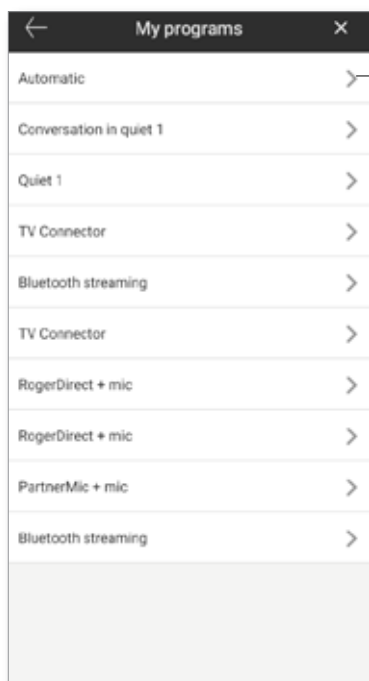 My programs
Automatic
Conversation in quiet 1
Quiet 1
TV Connector
Bluetooth streaming
TV Connector
RogerDirect + mic
RogerDirect + mic
PartnerMic + mic
Bluetooth streaming